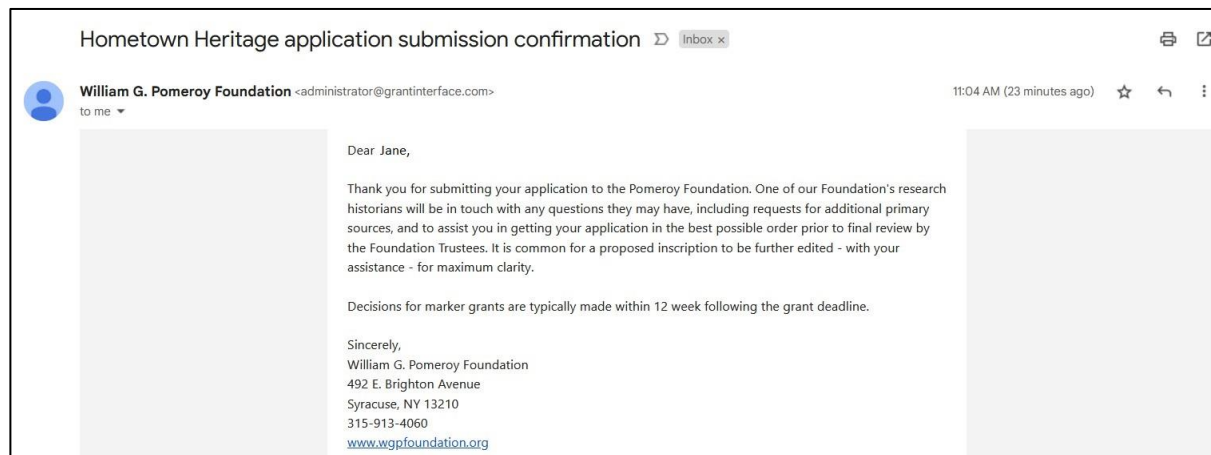 Hometown Heritage application submission confirmation Inbox x
William G. Pomeroy Foundation <administrator@grantinterface.com> 11:04 AM (23 minutes ago)
to me
Dear Jane,
Thank you for submitting your application to the Pomeroy Foundation. One of our Foundation's research
historians will be in touch with any questions they may have, including requests for additional primary
sources, and to assist you in getting your application in the best possible order prior to final review by
the Foundation Trustees. It is common for a proposed inscription to be further edited - with your
assistance - for maximum clarity.
Decisions for marker grants are typically made within 12 week following the grant deadline.
Sincerely,
William G. Pomeroy Foundation
492 E. Brighton Avenue
Syracuse, NY 13210
315-913-4060
www.wgpfoundation.org